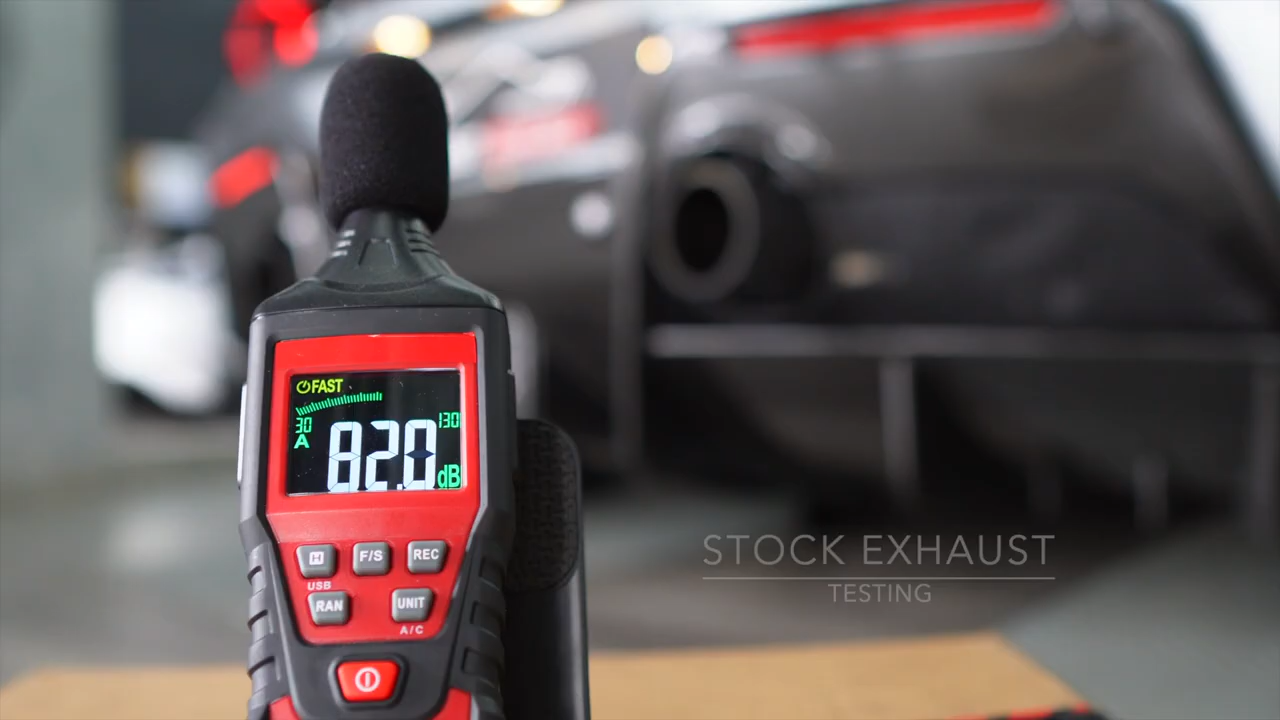 FAST
30
130
A
82.0
dB
H
F/S
REC
USB
RAN
UNIT
A/C
STOCK EXHAUST
TESTING